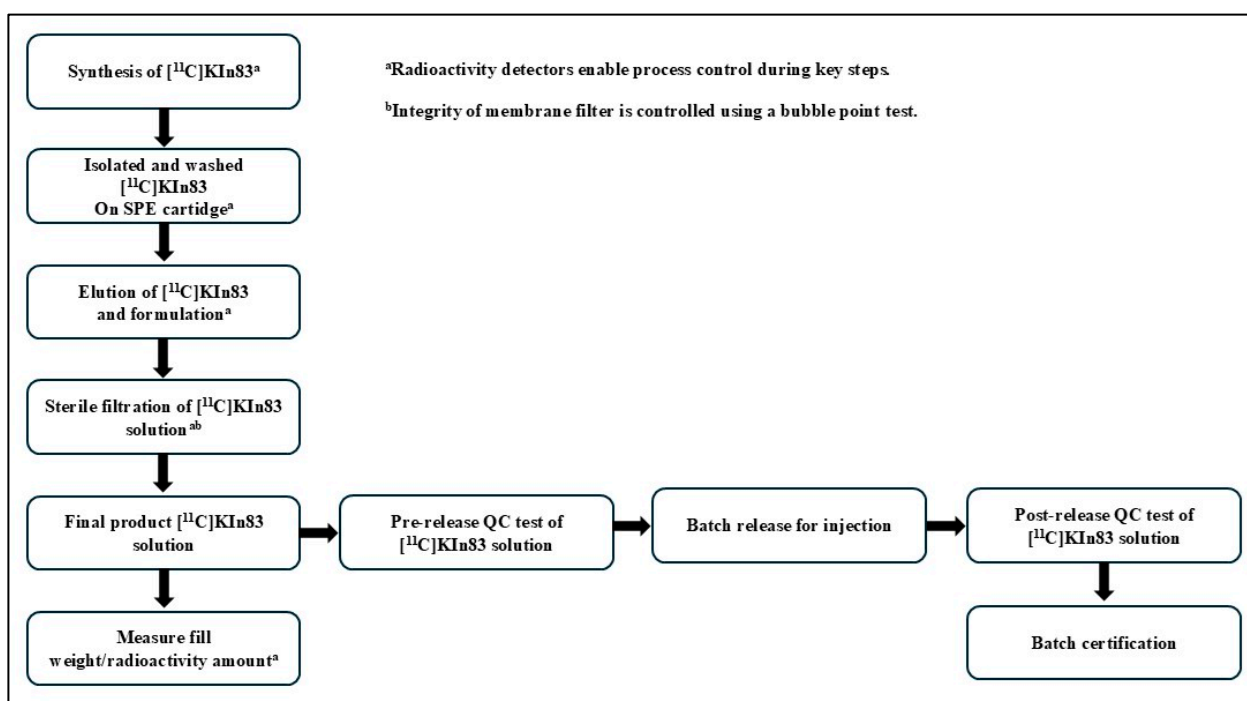 Synthesis of [¹¹C]KIn83ᵃ
ᵃRadioactivity detectors enable process control during key steps.
ᵇIntegrity of membrane filter is controlled using a bubble point test.
Isolated and washed
[¹¹C]KIn83
On SPE cartidgeᵃ
Elution of [¹¹C]KIn83
and formulationᵃ
Sterile filtration of [¹¹C]KIn83
solutionᵃᵇ
Final product [¹¹C]KIn83
solution
Pre-release QC test of
[¹¹C]KIn83 solution
Batch release for injection
Post-release QC test of
[¹¹C]KIn83 solution
Measure fill
weight/radioactivity amountᵃ
Batch certification